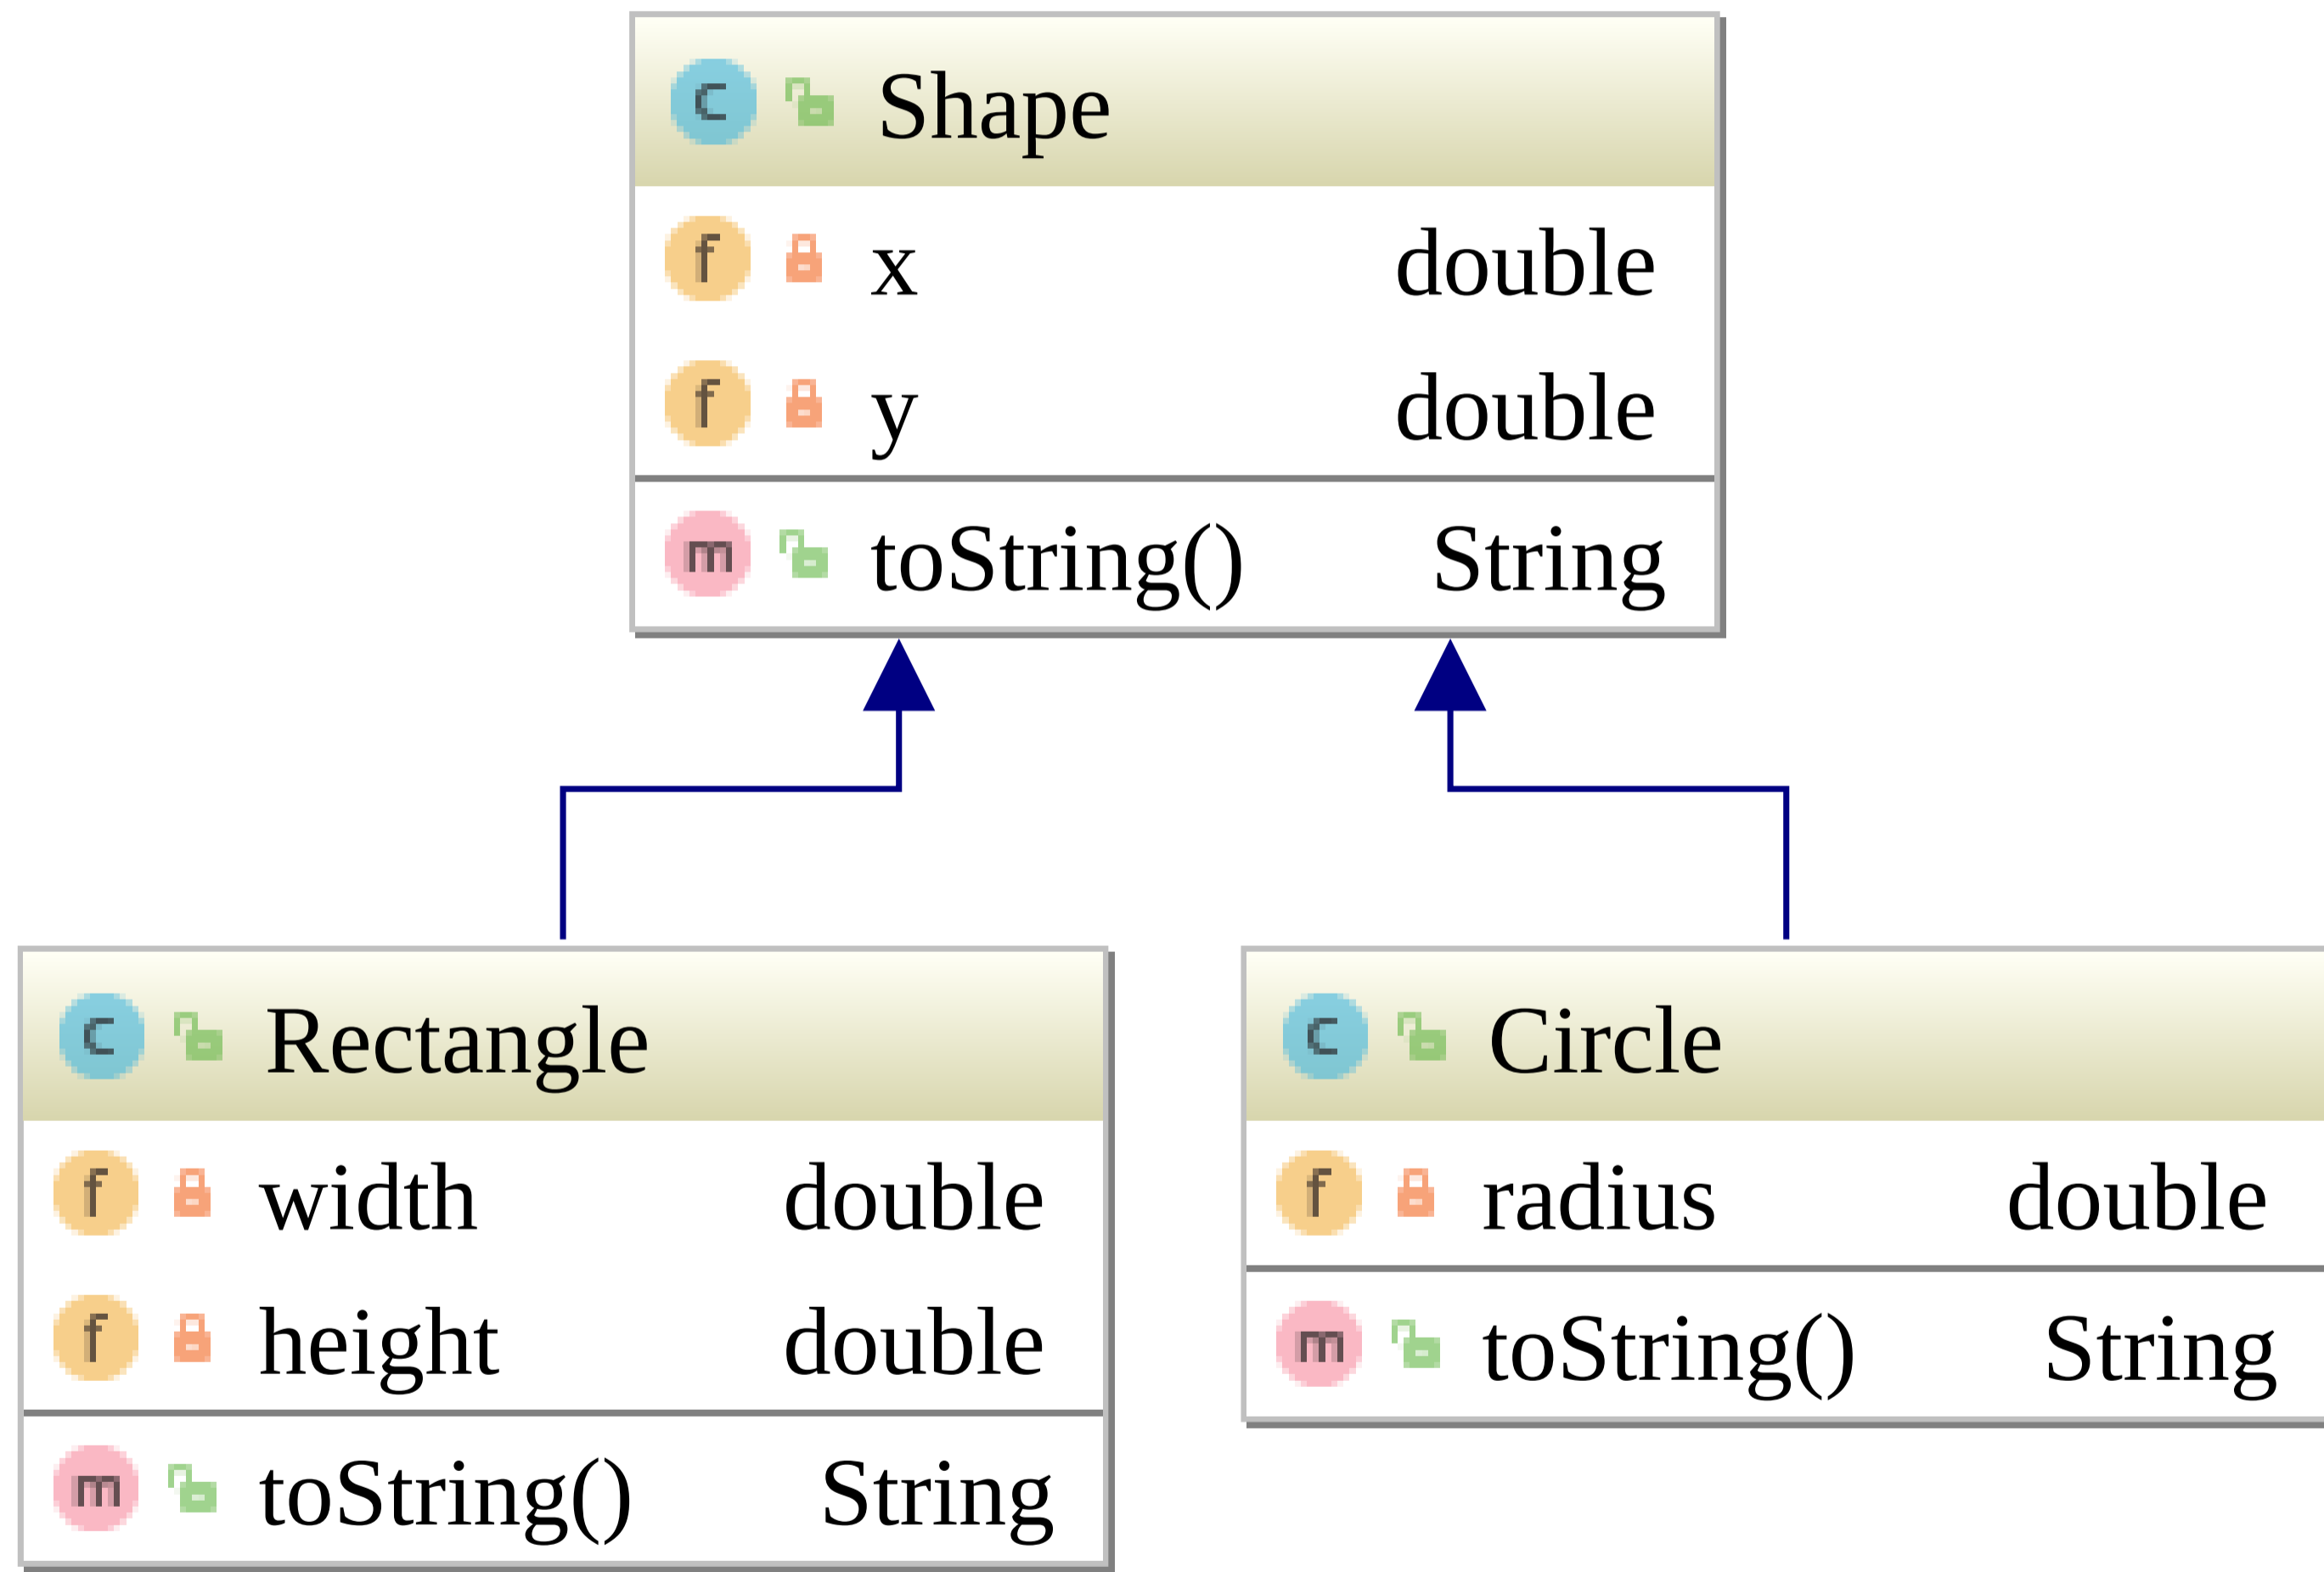 C Shape
f x double
f y double
m toString() String
C Rectangle
f width double
f height double
m toString() String
C Circle
f radius double
m toString() String